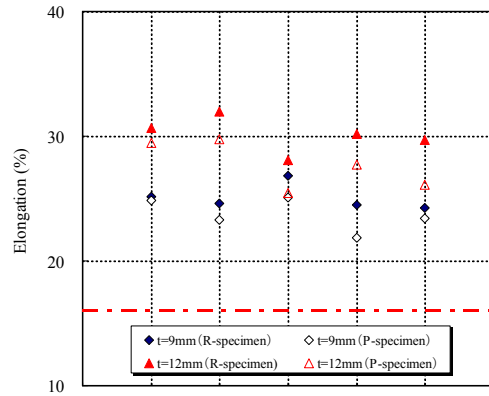 40
30
20
10
Elongation (%)
t=9mm(R-specimen) t=9mm(P-specimen)
t=12mm(R-specimen) t=12mm(P-specimen)